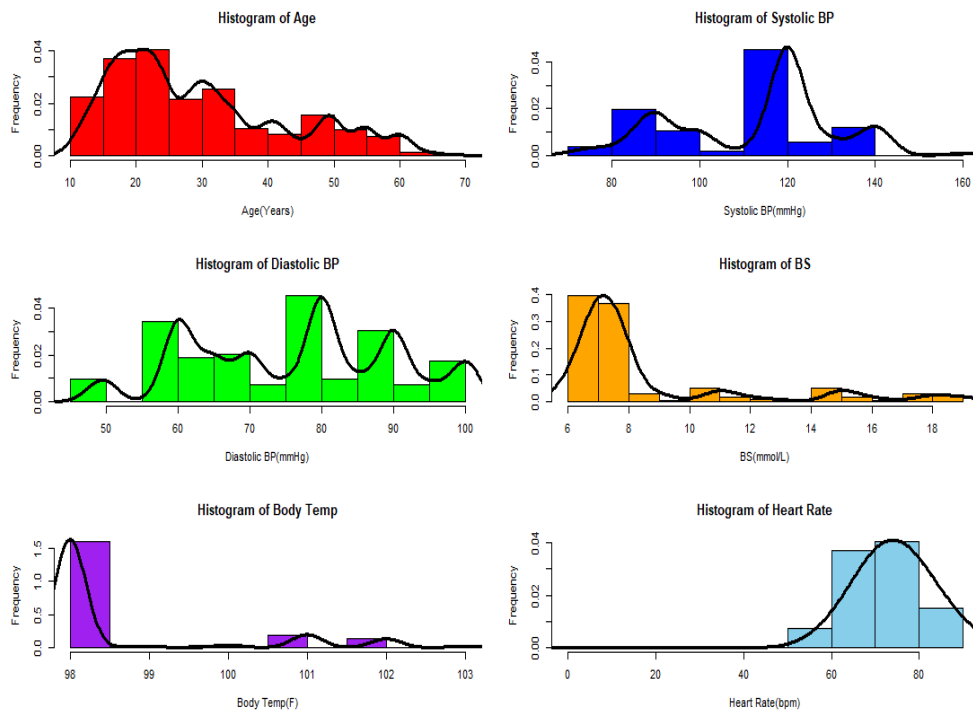 Histogram of Age
Frequency
0.00 0.02 0.04
10 20 30 40 50 60 70
Age(Years)
Histogram of Systolic BP
Frequency
0.00 0.02 0.04
80 100 120 140 160
Systolic BP(mmHg)
Histogram of Diastolic BP
Frequency
0.00 0.02 0.04
50 60 70 80 90 100
Diastolic BP(mmHg)
Histogram of BS
Frequency
0.0 0.1 0.2 0.3 0.4
6 8 10 12 14 16 18
BS(mmol/L)
Histogram of Body Temp
Frequency
0.0 0.5 1.0 1.5
98 99 100 101 102 103
Body Temp(F)
Histogram of Heart Rate
Frequency
0.00 0.02 0.04
0 20 40 60 80
Heart Rate(bpm)